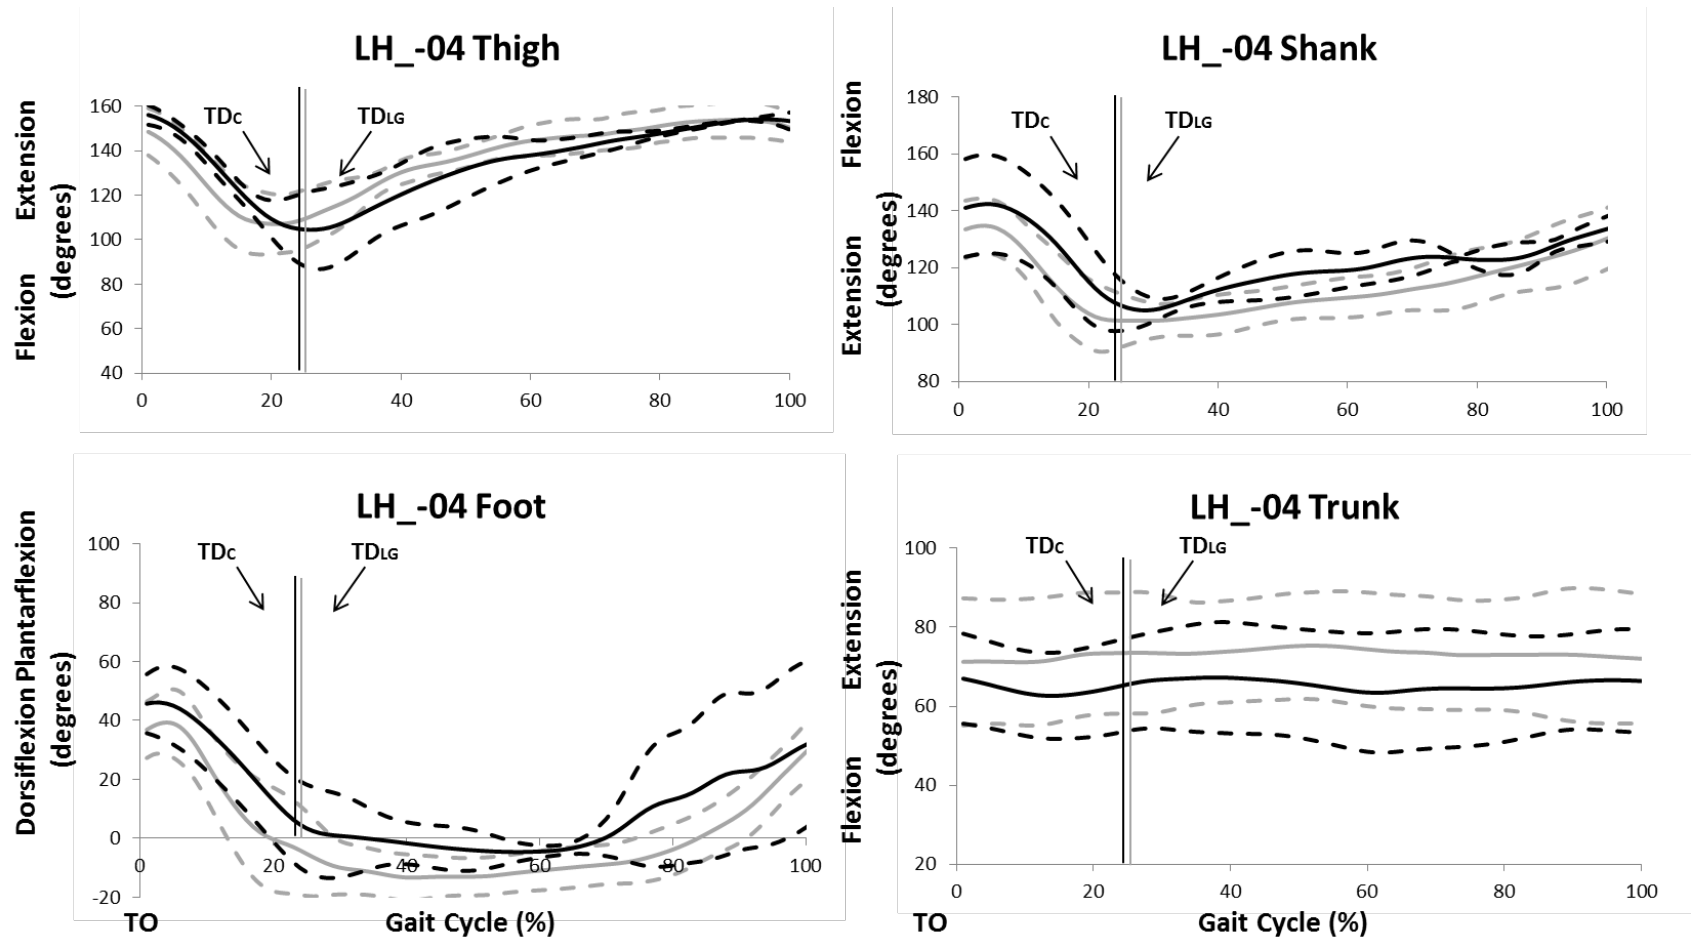 LH_-04 Thigh
Extension
Flexion
(degrees)
160
140
120
100
80
60
40
TDC
TDLG
0 20 40 60 80 100
LH_-04 Shank
Flexion
Extension
(degrees)
180
160
140
120
100
80
TDC
TDLG
0 20 40 60 80 100
LH_-04 Foot
Dorsiflexion Plantarflexion
(degrees)
100
80
60
40
20
0
-20
TDC
TDLG
0 20 40 60 80 100
TO Gait Cycle (%)
LH_-04 Trunk
Extension
Flexion
(degrees)
100
80
60
40
20
TDC
TDLG
0 20 40 60 80 100
TO Gait Cycle (%)